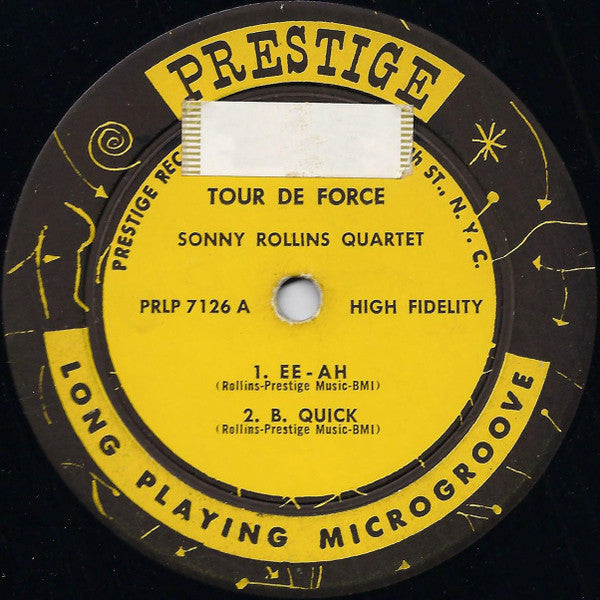 PRESTIGE
PRESTIGE REC
th ST., N. Y. C.
TOUR DE FORCE
SONNY ROLLINS QUARTET
PRLP 7126 A
HIGH FIDELITY
1. EE-AH
(Rollins-Prestige Music-BMI)
2. B. QUICK
(Rollins-Prestige Music-BMI)
LONG PLAYING MICROGROOVE